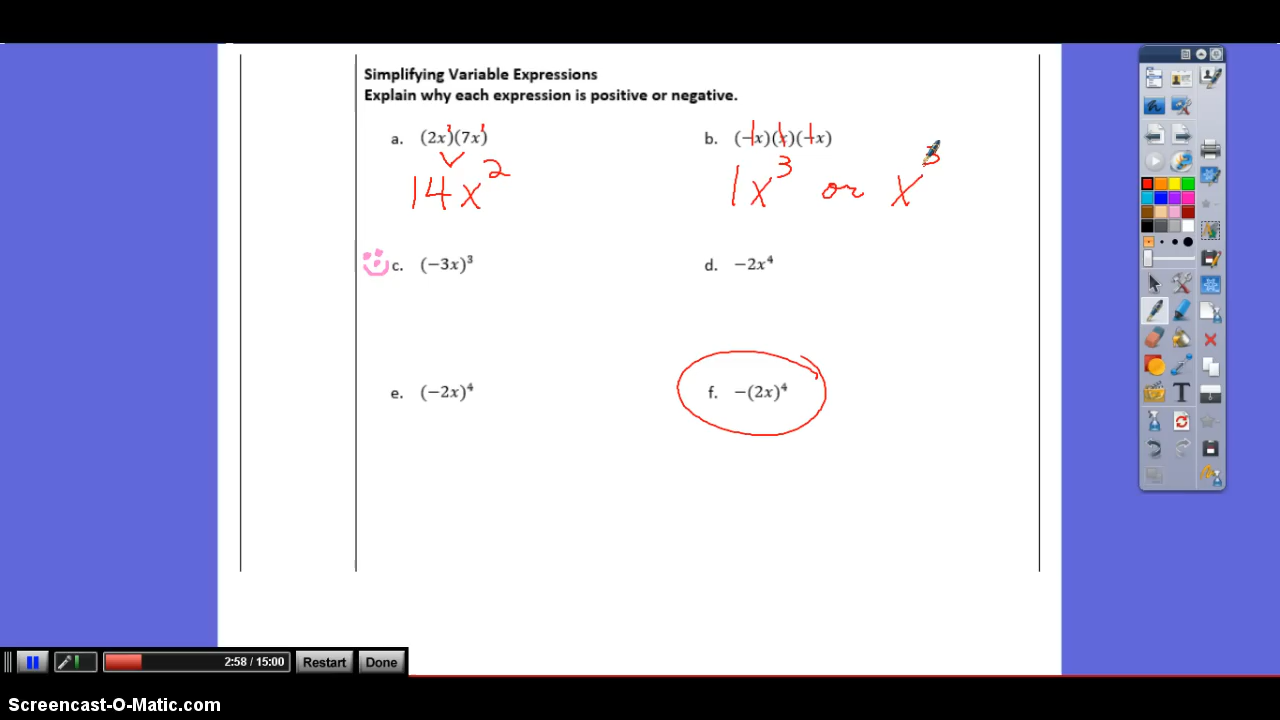 Simplifying Variable Expressions
Explain why each expression is positive or negative.
a. (2x)(7x)
b. (−x)(x)(−x)
14x²
1x³ or x³
c. (−3x)³
d. −2x⁴
e. (−2x)⁴
f. −(2x)⁴
2:58 / 15:00 Restart Done
Screencast-O-Matic.com